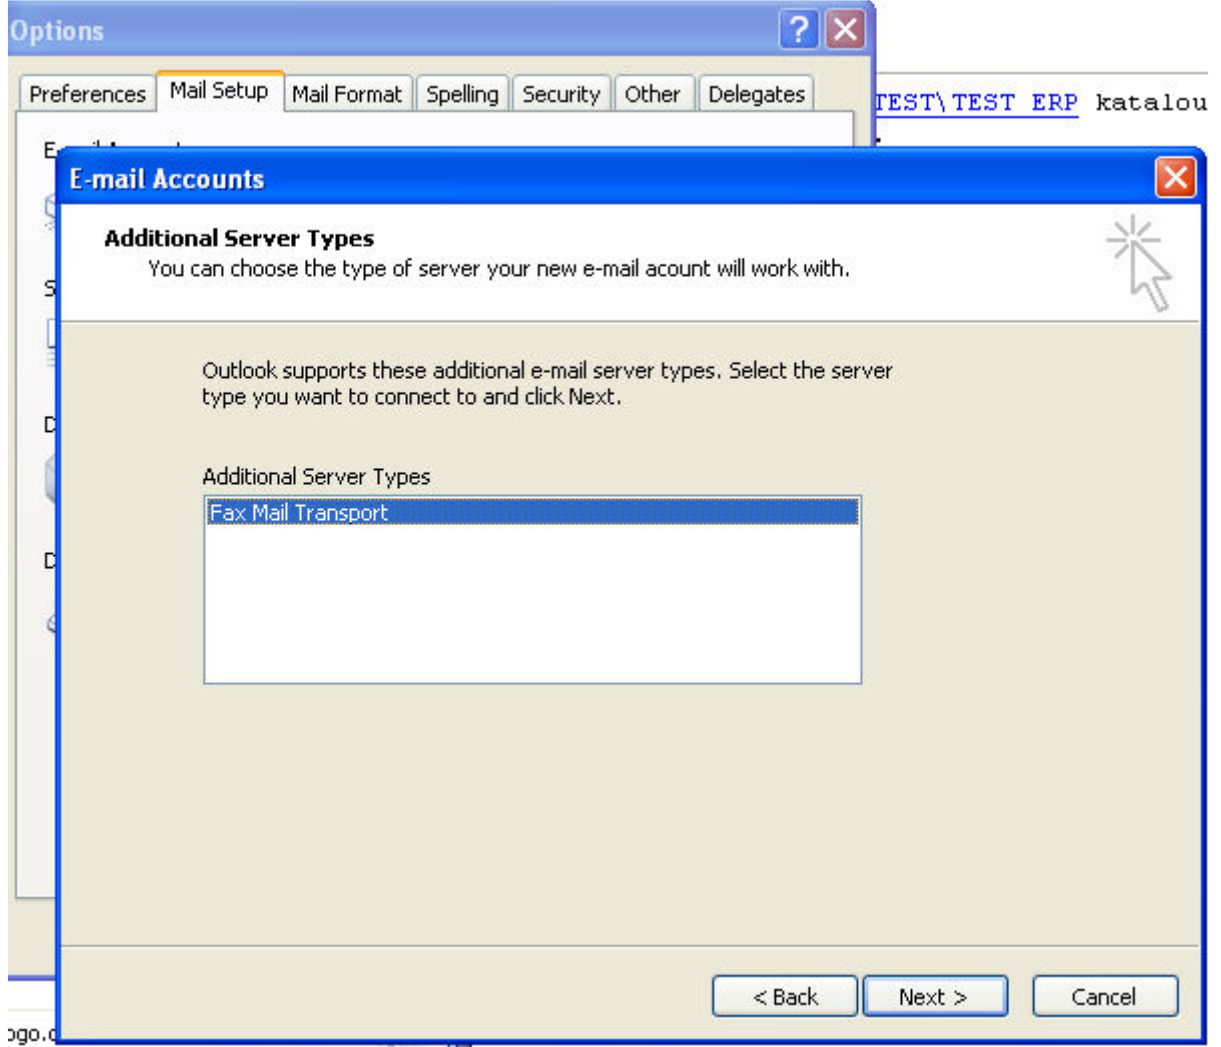 Options
Preferences Mail Setup Mail Format Spelling Security Other Delegates
TEST\TEST ERP katalou
E-mail Accounts
Additional Server Types
You can choose the type of server your new e-mail acount will work with.
Outlook supports these additional e-mail server types. Select the server
type you want to connect to and click Next.
Additional Server Types
Fax Mail Transport
< Back Next > Cancel